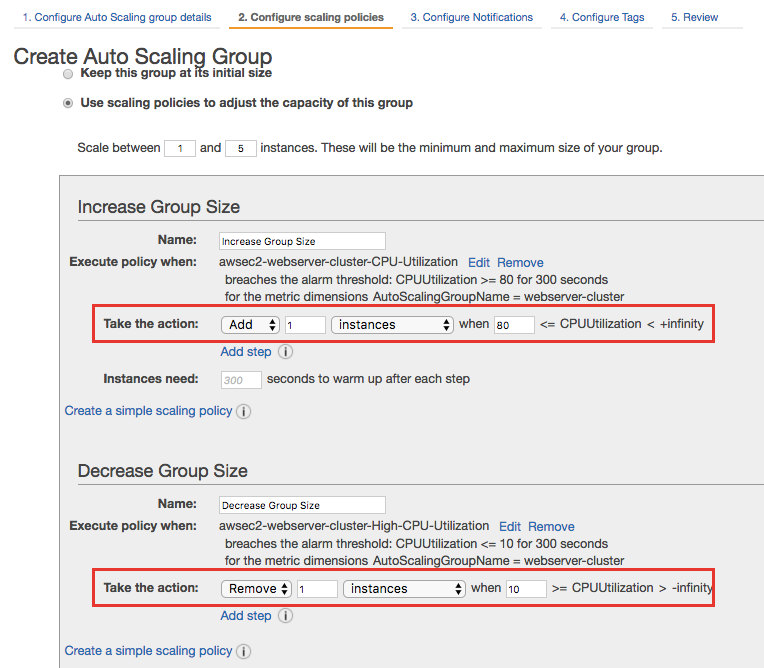 1. Configure Auto Scaling group details 2. Configure scaling policies 3. Configure Notifications 4. Configure Tags 5. Review
Create Auto Scaling Group
Keep this group at its initial size
Use scaling policies to adjust the capacity of this group
Scale between 1 and 5 instances. These will be the minimum and maximum size of your group.
Increase Group Size
Name: Increase Group Size
Execute policy when: awsec2-webserver-cluster-CPU-Utilization Edit Remove
breaches the alarm threshold: CPUUtilization >= 80 for 300 seconds
for the metric dimensions AutoScalingGroupName = webserver-cluster
Take the action: Add 1 instances when 80 <= CPUUtilization < +infinity
Add step i
Instances need: 300 seconds to warm up after each step
Create a simple scaling policy i
Decrease Group Size
Name: Decrease Group Size
Execute policy when: awsec2-webserver-cluster-High-CPU-Utilization Edit Remove
breaches the alarm threshold: CPUUtilization <= 10 for 300 seconds
for the metric dimensions AutoScalingGroupName = webserver-cluster
Take the action: Remove 1 instances when 10 >= CPUUtilization > -infinity
Add step i
Create a simple scaling policy i